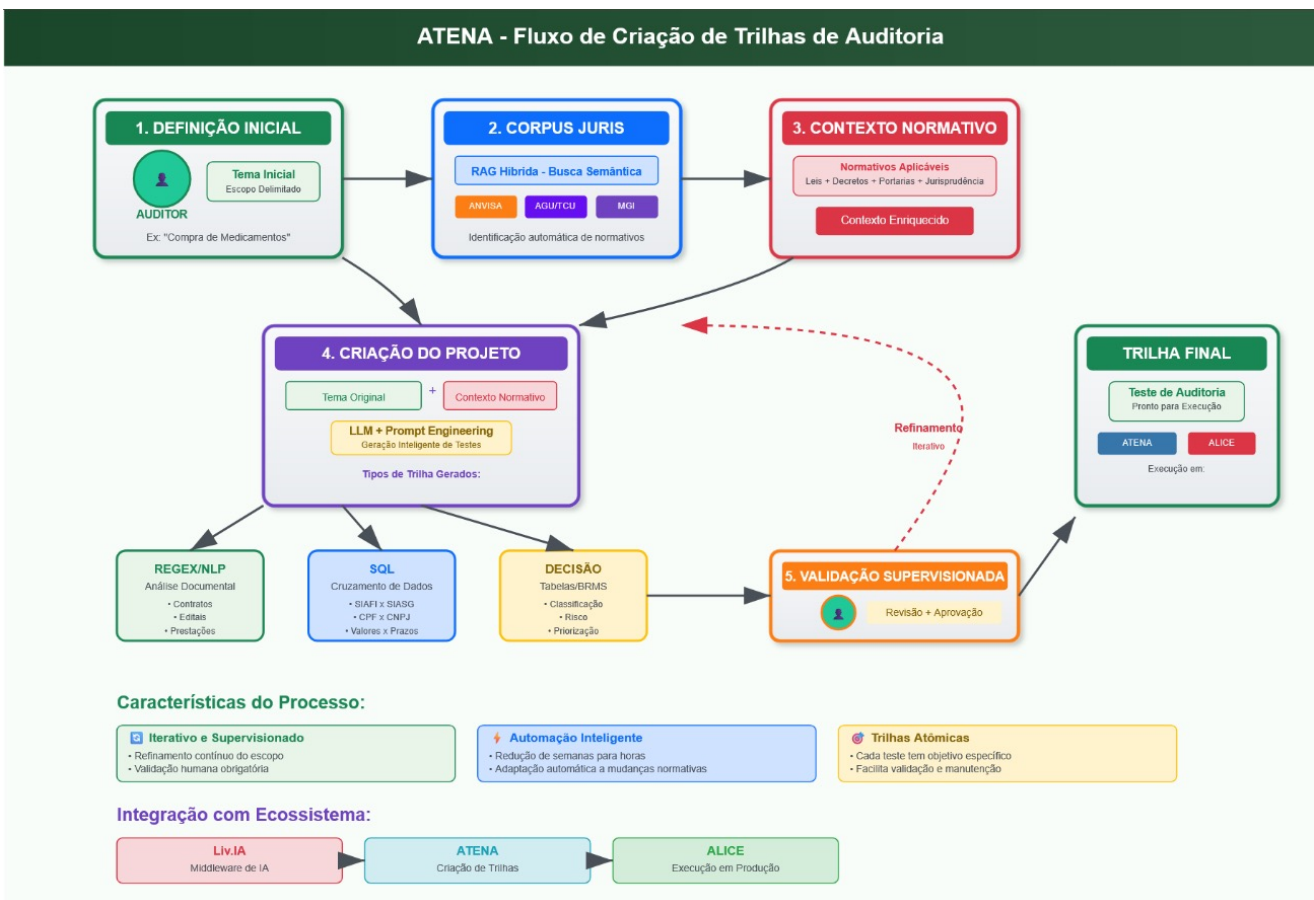 ATENA - Fluxo de Criação de Trilhas de Auditoria
1. DEFINIÇÃO INICIAL
Tema Inicial
Escopo Delimitado
AUDITOR
Ex: "Compra de Medicamentos"
2. CORPUS JURIS
RAG Híbrida - Busca Semântica
ANVISA
AGU/TCU
MGI
Identificação automática de normativos
3. CONTEXTO NORMATIVO
Normativos Aplicáveis
Leis + Decretos + Portarias + Jurisprudência
Contexto Enriquecido
4. CRIAÇÃO DO PROJETO
Tema Original
+
Contexto Normativo
LLM + Prompt Engineering
Geração Inteligente de Testes
Tipos de Trilha Gerados:
Refinamento
Iterativo
TRILHA FINAL
Teste de Auditoria
Pronto para Execução
ATENA
ALICE
Execução em:
REGEX/NLP
Análise Documental
• Contratos
• Editais
• Prestações
SQL
Cruzamento de Dados
• SIAFI x SIASG
• CPF x CNPJ
• Valores x Prazos
DECISÃO
Tabelas/BRMS
• Classificação
• Risco
• Priorização
5. VALIDAÇÃO SUPERVISIONADA
Revisão + Aprovação
Características do Processo:
Iterativo e Supervisionado
• Refinamento contínuo do escopo
• Validação humana obrigatória
Automação Inteligente
• Redução de semanas para horas
• Adaptação automática a mudanças normativas
Trilhas Atômicas
• Cada teste tem objetivo específico
• Facilita validação e manutenção
Integração com Ecossistema:
Liv.IA
Middleware de IA
ATENA
Criação de Trilhas
ALICE
Execução em Produção